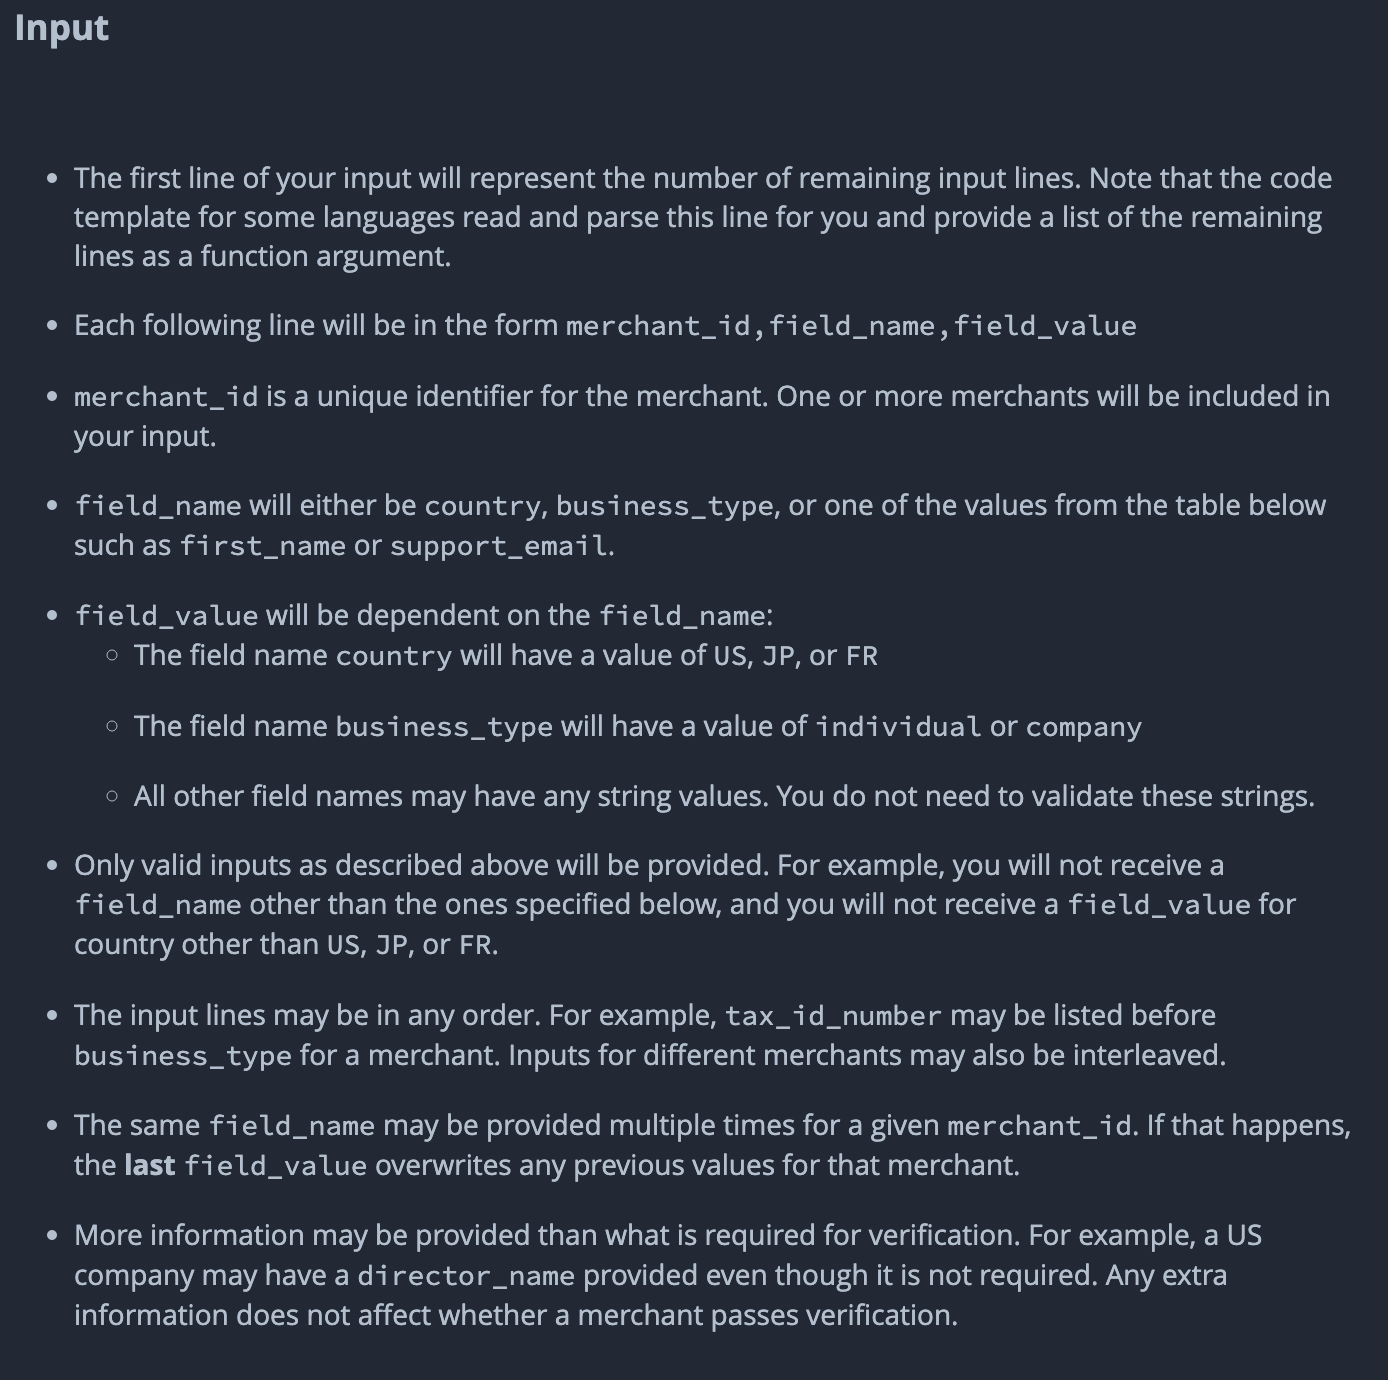 Input
• The first line of your input will represent the number of remaining input lines. Note that the code
template for some languages read and parse this line for you and provide a list of the remaining
lines as a function argument.
• Each following line will be in the form merchant_id,field_name,field_value
• merchant_id is a unique identifier for the merchant. One or more merchants will be included in
your input.
• field_name will either be country, business_type, or one of the values from the table below
such as first_name or support_email.
• field_value will be dependent on the field_name:
○ The field name country will have a value of US, JP, or FR
○ The field name business_type will have a value of individual or company
○ All other field names may have any string values. You do not need to validate these strings.
• Only valid inputs as described above will be provided. For example, you will not receive a
field_name other than the ones specified below, and you will not receive a field_value for
country other than US, JP, or FR.
• The input lines may be in any order. For example, tax_id_number may be listed before
business_type for a merchant. Inputs for different merchants may also be interleaved.
• The same field_name may be provided multiple times for a given merchant_id. If that happens,
the last field_value overwrites any previous values for that merchant.
• More information may be provided than what is required for verification. For example, a US
company may have a director_name provided even though it is not required. Any extra
information does not affect whether a merchant passes verification.